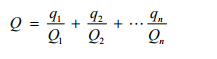 Q = q₁/Q₁ + q₂/Q₂ + ··· qₙ/Qₙ